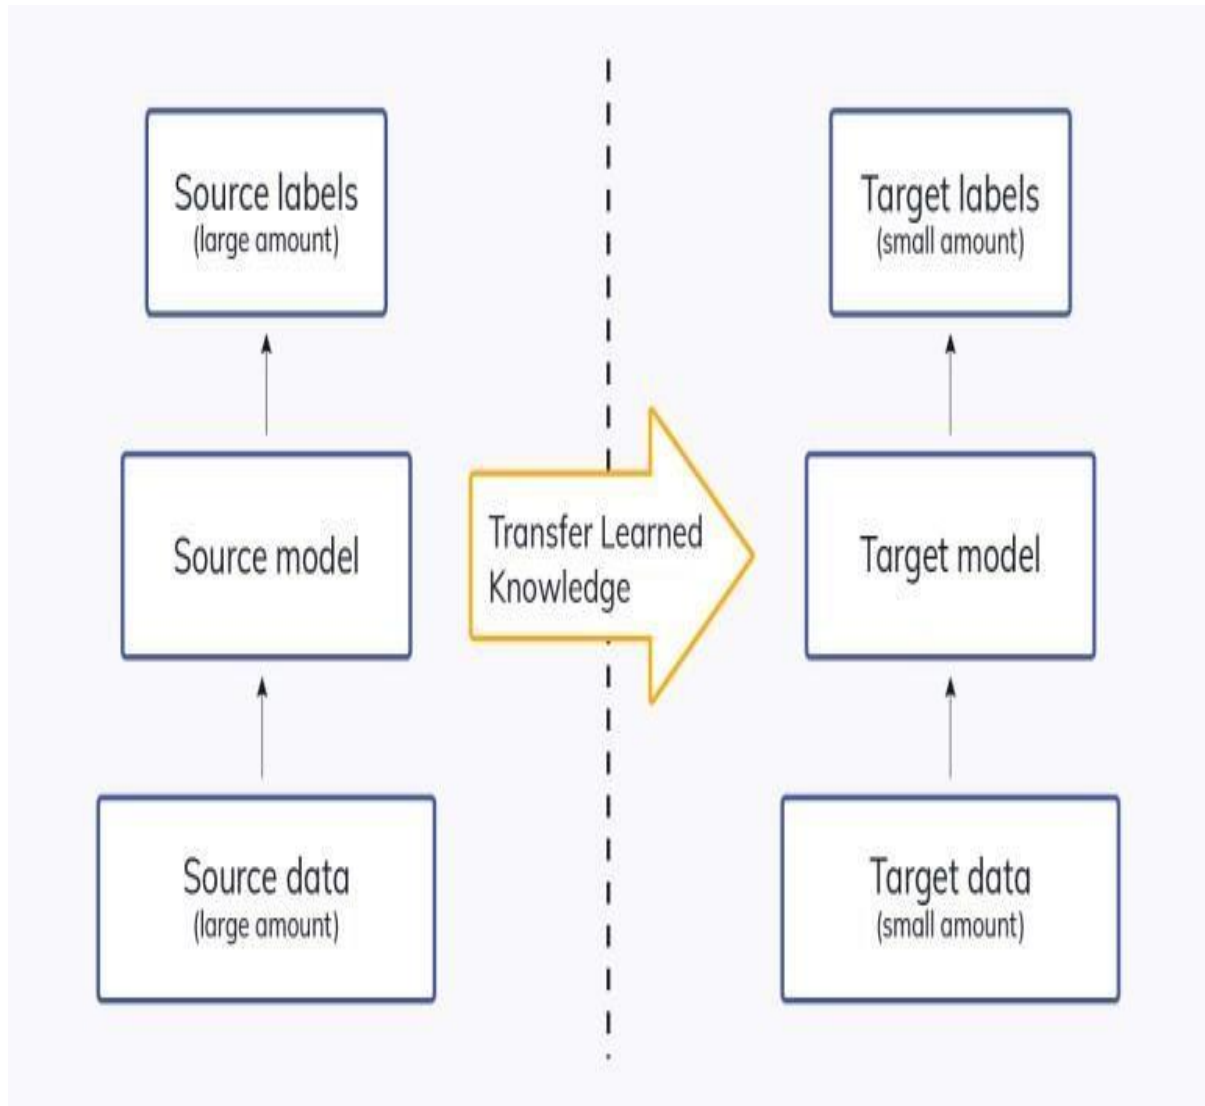 Source labels
(large amount)
Target labels
(small amount)
Source model
Transfer Learned
Knowledge
Target model
Source data
(large amount)
Target data
(small amount)